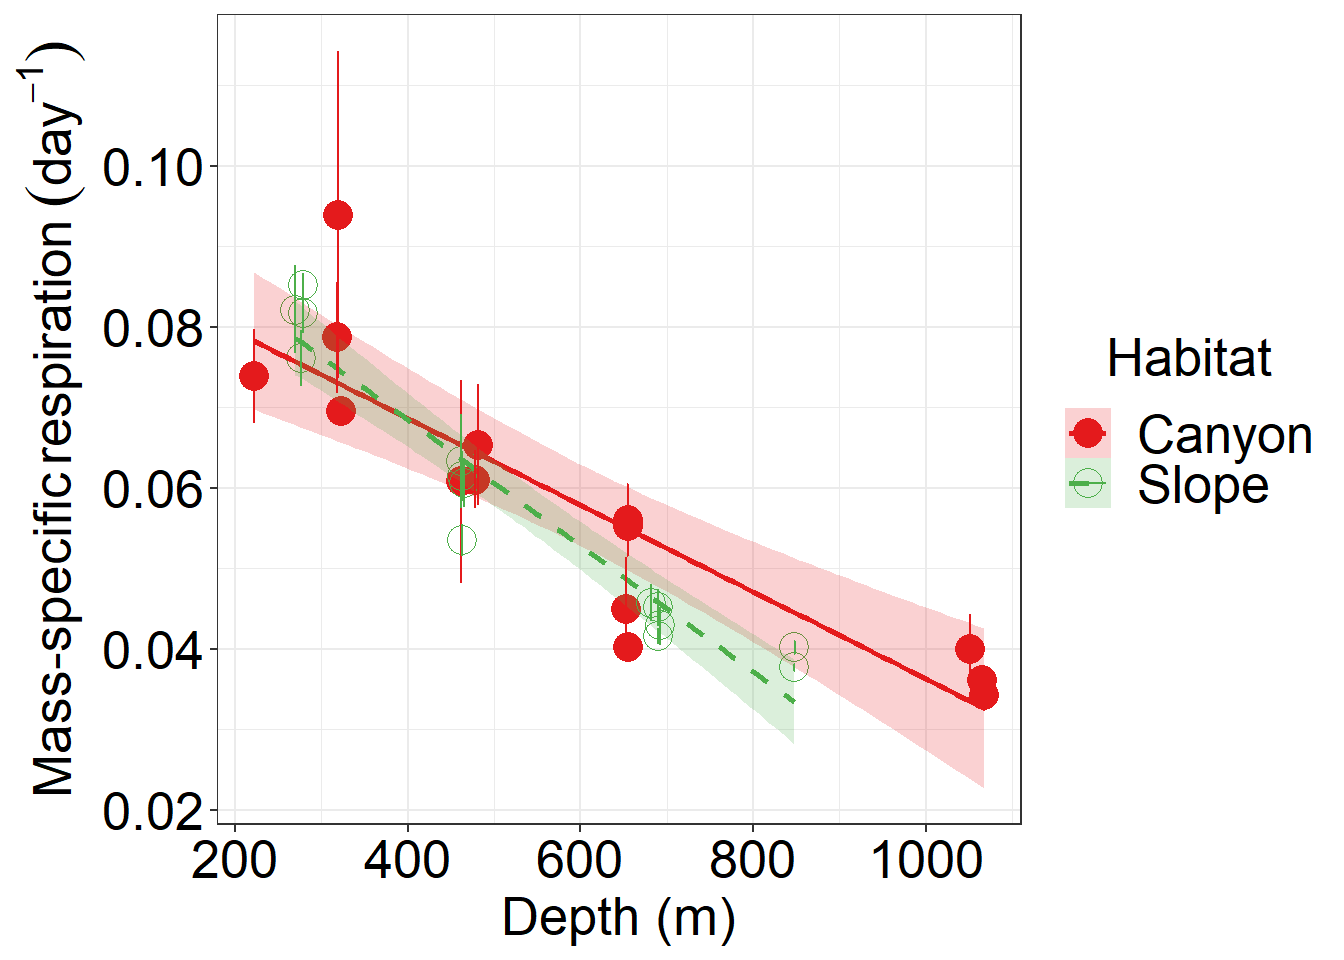 Mass-specific respiration (day⁻¹)
0.10
0.08
0.06
0.04
0.02
200 400 600 800 1000
Depth (m)
Habitat
Canyon
Slope